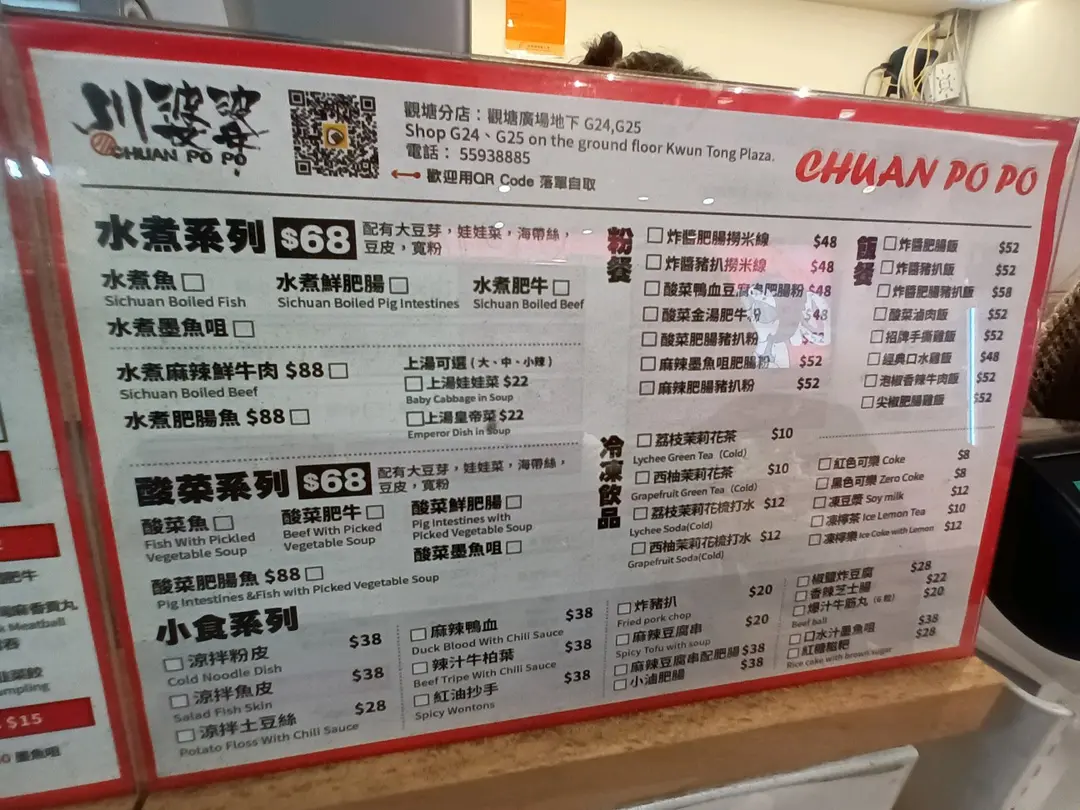 川婆婆
CHUAN PO PO
觀塘分店：觀塘廣場地下 G24,G25
Shop G24、G25 on the ground floor Kwun Tong Plaza.
電話： 55938885
歡迎用QR Code 落單自取
CHUAN PO PO
水煮系列 $68 配有大豆芽，娃娃菜，海帶絲，
豆皮，寬粉
水煮魚 水煮鮮肥腸 水煮肥牛
Sichuan Boiled Fish Sichuan Boiled Pig Intestines Sichuan Boiled Beef
水煮墨魚咀
水煮麻辣鮮牛肉 $88
Sichuan Boiled Beef
水煮肥腸魚 $88
上湯可選 (大、中、小辣)
上湯娃娃菜 $22
Baby Cabbage in Soup
上湯皇帝菜 $22
Emperor Dish in Soup
酸菜系列 $68 配有大豆芽，娃娃菜，海帶絲，
豆皮，寬粉
酸菜魚
Fish With Pickled
Vegetable Soup
酸菜肥牛
Beef With Picked
Vegetable Soup
酸菜鮮肥腸
Pig Intestines with
Picked Vegetable Soup
酸菜墨魚咀
酸菜肥腸魚 $88
Pig Intestines &Fish with Picked Vegetable Soup
小食系列
涼拌粉皮 $38
Cold Noodle Dish
涼拌魚皮 $38
Salad Fish Skin
涼拌土豆絲 $28
Potato Floss With Chili Sauce
麻辣鴨血 $38
Duck Blood With Chili Sauce
辣汁牛柏葉 $38
Beef Tripe With Chili Sauce
紅油抄手 $38
Spicy Wontons
炸豬扒 $20
Fried pork chop
麻辣豆腐串 $20
Spicy Tofu with soup
麻辣豆腐串配肥腸 $38
小滷肥腸 $38
椒鹽炸豆腐 $28
香辣芝士腸 $22
爆汁牛筋丸 (6粒) $20
Beef ball
口水汁墨魚咀 $38
紅糖糍粑 $28
Rice cake with brown sugar
粉餐
炸醬肥腸撈米線 $48
炸醬豬扒撈米線 $48
酸菜鴨血豆腐肥腸粉 $48
酸菜金湯肥牛粉 $48
酸菜肥腸豬扒粉 $52
麻辣墨魚咀肥腸粉 $52
麻辣肥腸豬扒粉 $52
飯餐
炸醬肥腸飯 $52
炸醬豬扒飯 $52
炸醬肥腸豬扒飯 $58
酸菜滷肉飯 $52
招牌手撕雞飯 $52
經典口水雞飯 $48
泡椒香辣牛肉飯 $52
尖椒肥腸雞飯 $52
冷凍飲品
荔枝茉莉花茶 $10
Lychee Green Tea (Cold)
西柚茉莉花茶 $10
Grapefruit Green Tea (Cold)
荔枝茉莉花梳打水 $12
Lychee Soda(Cold)
西柚茉莉花梳打水 $12
Grapefruit Soda(Cold)
紅色可樂 Coke $8
黑色可樂 Zero Coke $8
凍豆漿 Soy milk $12
凍檸茶 Ice Lemon Tea $10
凍檸樂 Ice Coke with Lemon $12
肥牛
Meatball
$15
墨魚咀